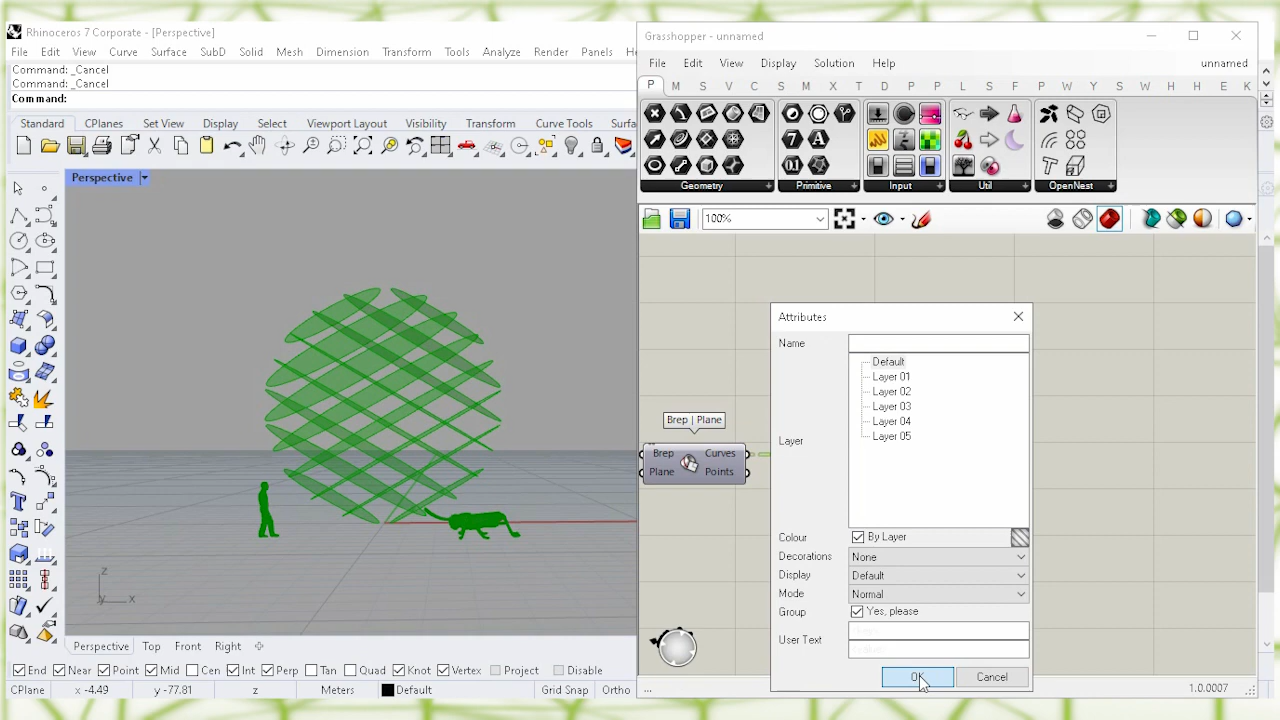 Rhinoceros 7 Corporate - [Perspective]
File Edit View Curve Surface SubD Solid Mesh Dimension Transform Tools Analyze Render Panels
Command: _Cancel
Command: _Cancel
Command:
Standard CPlanes Set View Display Select Viewport Layout Visibility Transform Curve Tools
Perspective
z
y x
Perspective Top Front Right
End Near Point Mid Cen Int Perp Tan Quad Knot Vertex Project Disable
CPlane x -4.49 y -77.81 z Meters Default Grid Snap Ortho
Grasshopper - unnamed
File Edit View Display Solution Help unnamed
P M S V C I M D T S P R X T D P K L E L S F P W Y S W H H E K
Geometry Primitive Input Util OpenNest
100%
Brep | Plane
Brep Curves
Plane Points
Attributes
Name
Default
Layer 01
Layer 02
Layer 03
Layer 04
Layer 05
Layer
Colour By Layer
Decorations None
Display Default
Mode Normal
Group Yes, please
User Text
OK Cancel
... 1.0.0007